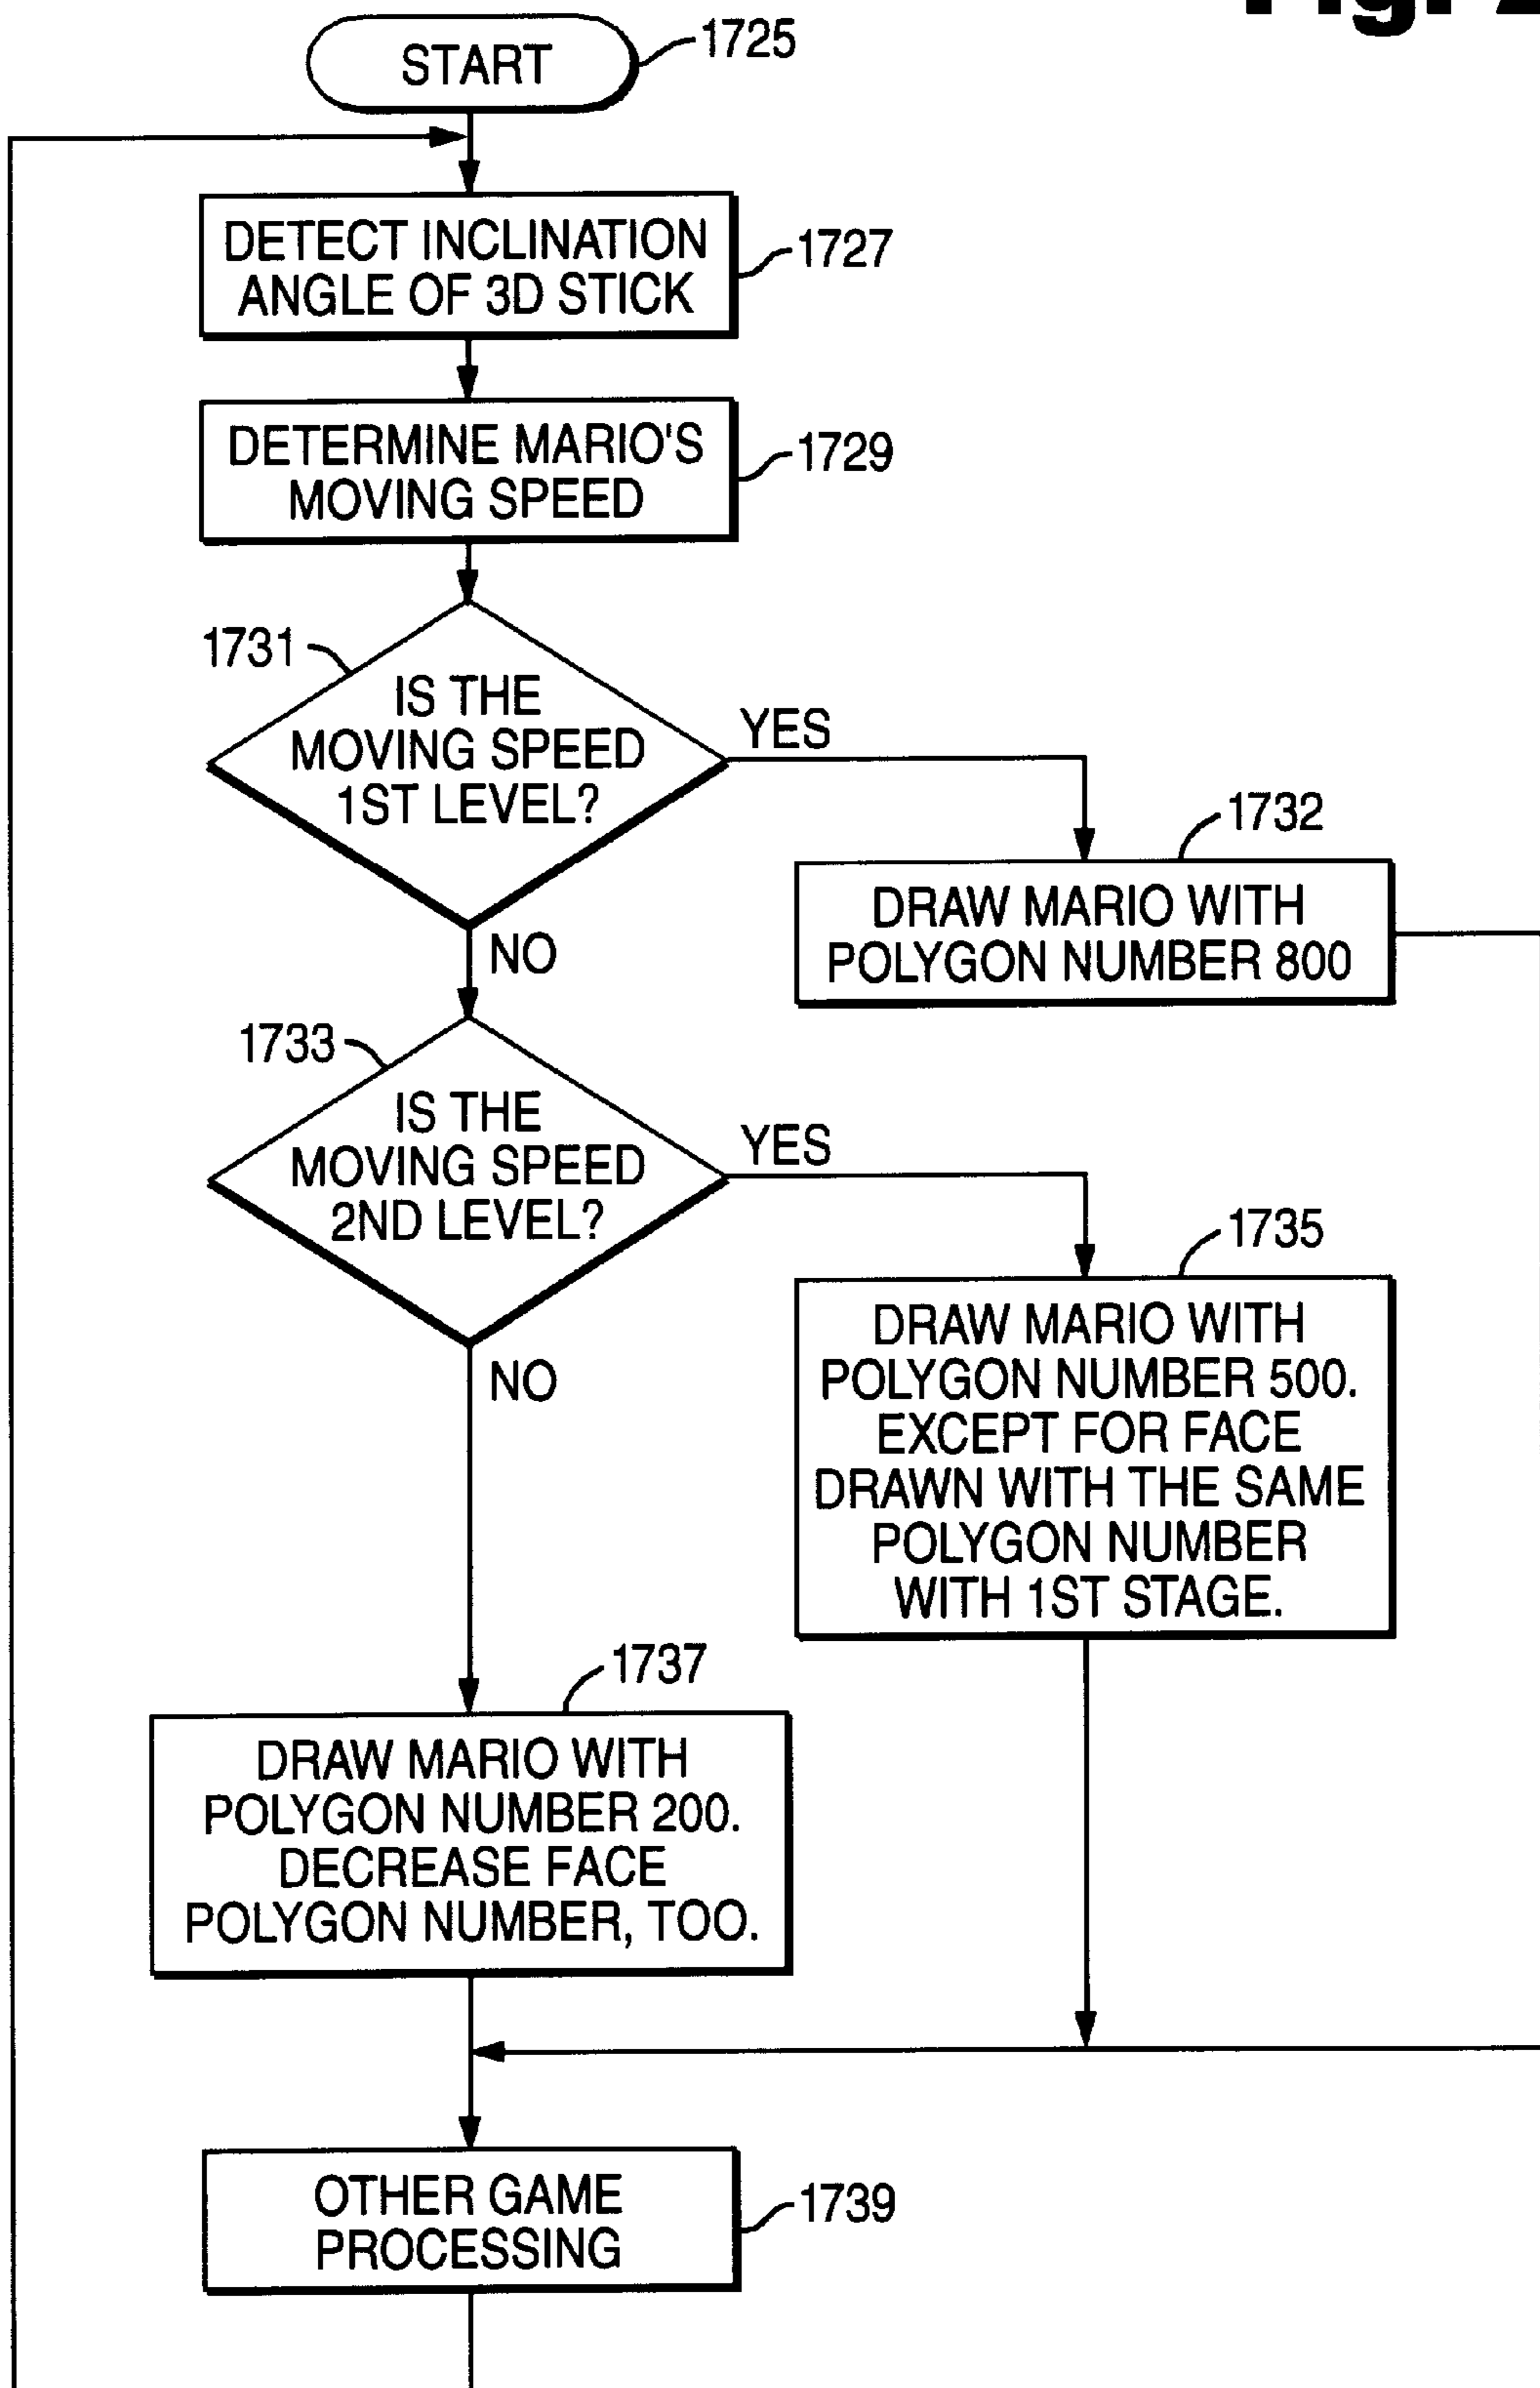 START
1725
DETECT INCLINATION
ANGLE OF 3D STICK
1727
DETERMINE MARIO'S
MOVING SPEED
1729
1731
IS THE
MOVING SPEED
1ST LEVEL?
YES
NO
1732
DRAW MARIO WITH
POLYGON NUMBER 800
1733
IS THE
MOVING SPEED
2ND LEVEL?
YES
NO
1735
DRAW MARIO WITH
POLYGON NUMBER 500.
EXCEPT FOR FACE
DRAWN WITH THE SAME
POLYGON NUMBER
WITH 1ST STAGE.
1737
DRAW MARIO WITH
POLYGON NUMBER 200.
DECREASE FACE
POLYGON NUMBER, TOO.
OTHER GAME
PROCESSING
1739